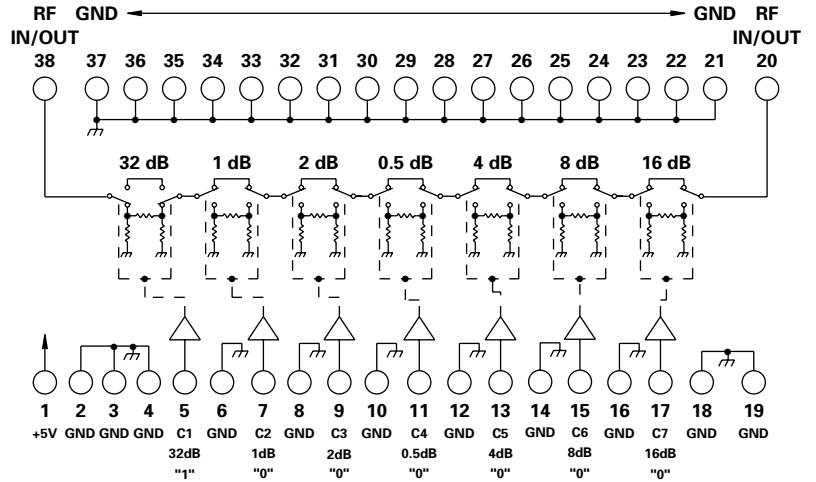 RF GND GND RF
IN/OUT IN/OUT
38 37 36 35 34 33 32 31 30 29 28 27 26 25 24 23 22 21 20
32 dB 1 dB 2 dB 0.5 dB 4 dB 8 dB 16 dB
1 2 3 4 5 6 7 8 9 10 11 12 13 14 15 16 17 18 19
+5V GND GND GND C1 GND C2 GND C3 GND C4 GND C5 GND C6 GND C7 GND GND
32dB 1dB 2dB 0.5dB 4dB 8dB 16dB
"1" "0" "0" "0" "0" "0" "0"